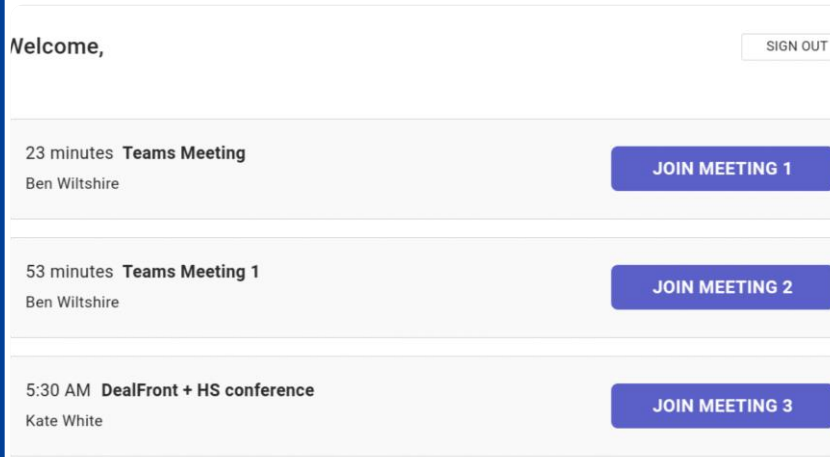 Welcome,
SIGN OUT
23 minutes Teams Meeting
Ben Wiltshire
JOIN MEETING 1
53 minutes Teams Meeting 1
Ben Wiltshire
JOIN MEETING 2
5:30 AM DealFront + HS conference
Kate White
JOIN MEETING 3